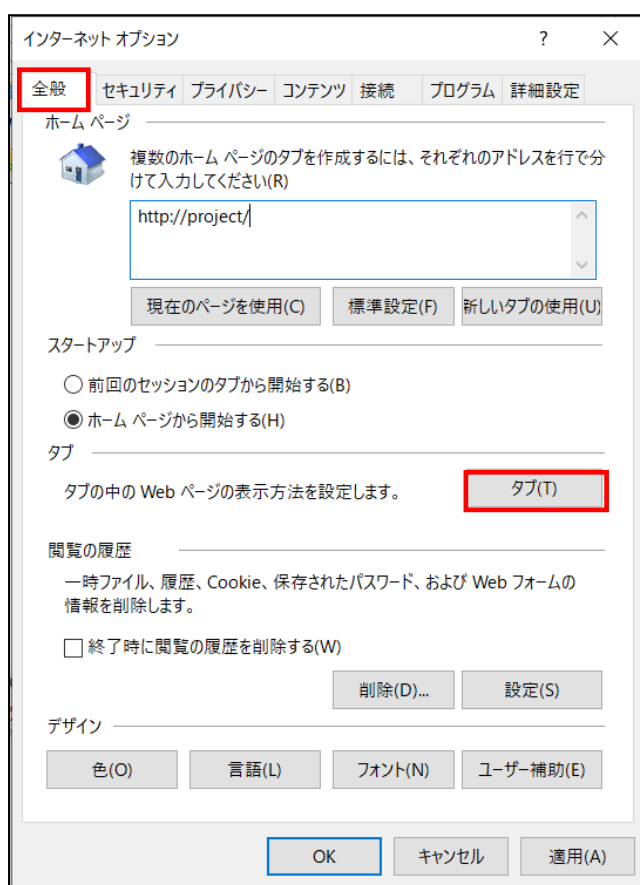 インターネット オプション ?
全般 セキュリティ プライバシー コンテンツ 接続 プログラム 詳細設定
ホーム ページ
複数のホーム ページのタブを作成するには、それぞれのアドレスを行で分
けて入力してください(R)
http://project/
現在のページを使用(C) 標準設定(F) 新しいタブの使用(U)
スタートアップ
前回のセッションのタブから開始する(B)
ホーム ページから開始する(H)
タブ
タブの中の Web ページの表示方法を設定します。 タブ(T)
閲覧の履歴
一時ファイル、履歴、Cookie、保存されたパスワード、および Web フォームの
情報を削除します。
終了時に閲覧の履歴を削除する(W)
削除(D)... 設定(S)
デザイン
色(O) 言語(L) フォント(N) ユーザー補助(E)
OK キャンセル 適用(A)